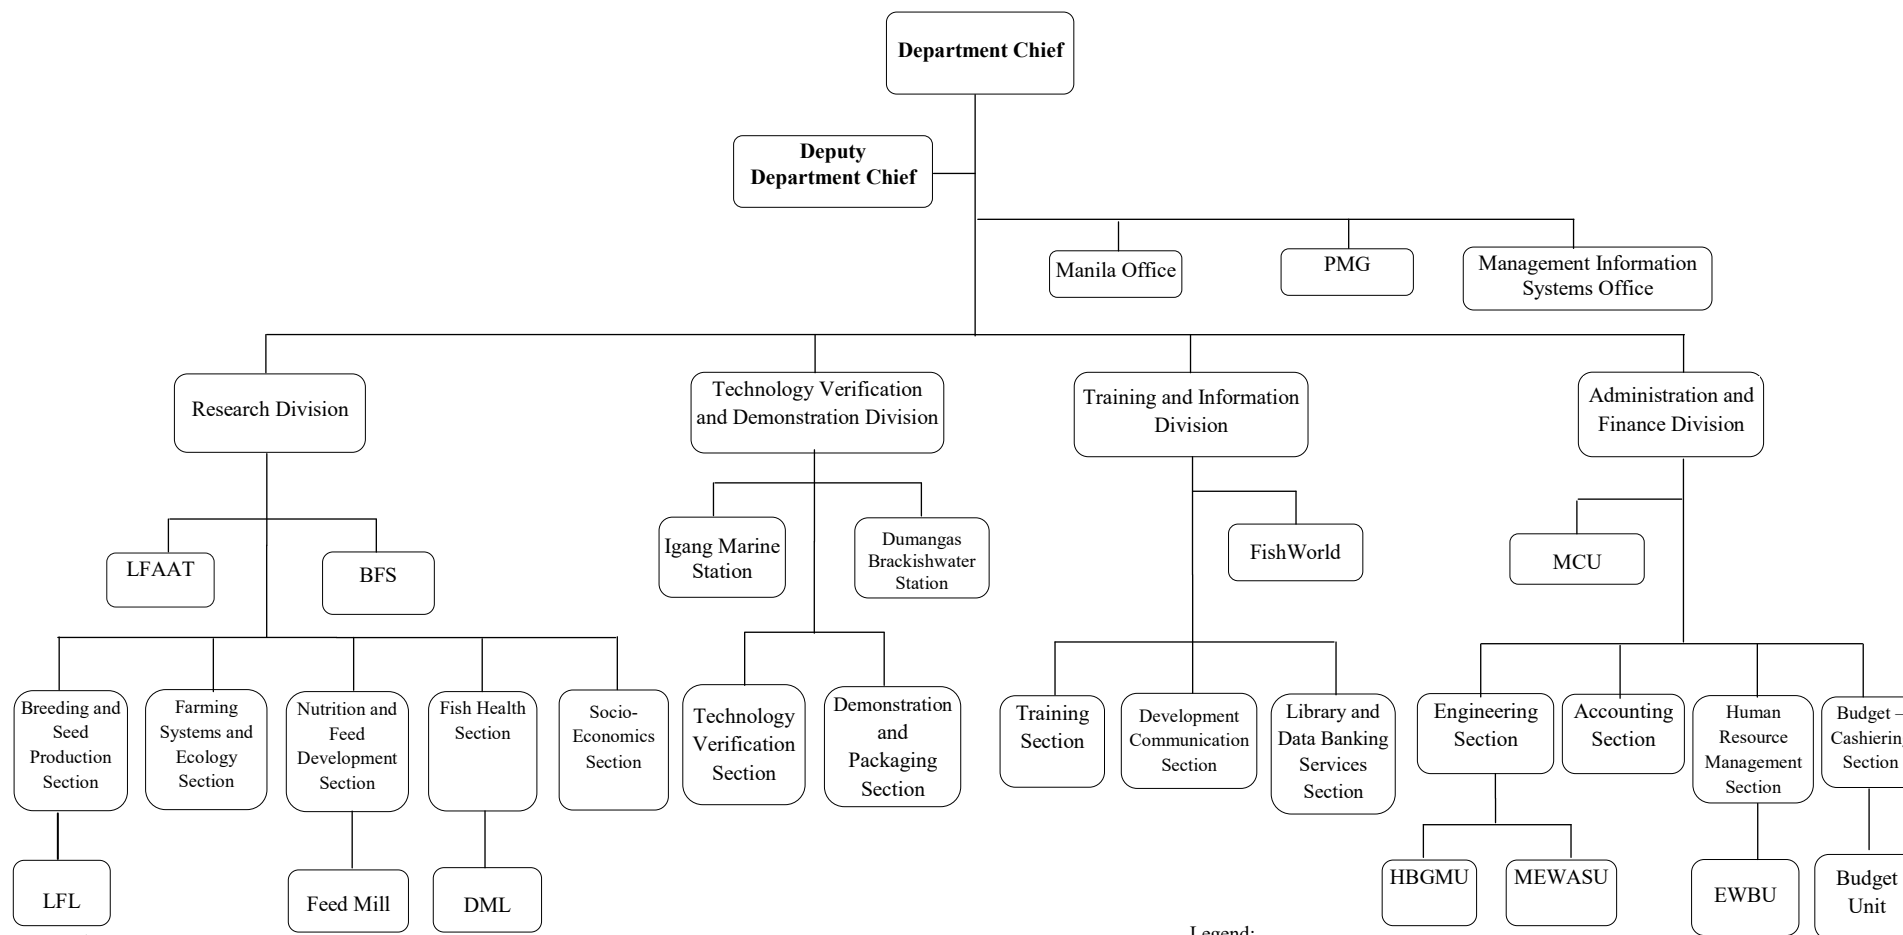 Department Chief
Deputy
Department Chief
Manila Office
PMG
Management Information
Systems Office
Research Division
Technology Verification
and Demonstration Division
Training and Information
Division
Administration and
Finance Division
LFAAT
BFS
Igang Marine
Station
Dumangas
Brackishwater
Station
FishWorld
MCU
Breeding and
Seed
Production
Section
Farming
Systems and
Ecology
Section
Nutrition and
Feed
Development
Section
Fish Health
Section
Socio-
Economics
Section
Technology
Verification
Section
Demonstration
and
Packaging
Section
Training
Section
Development
Communication
Section
Library and
Data Banking
Services
Section
Engineering
Section
Accounting
Section
Human
Resource
Management
Section
Budget –
Cashiering
Section
LFL
Feed Mill
DML
HBGMU
MEWASU
EWBU
Budget
Unit
Legend: